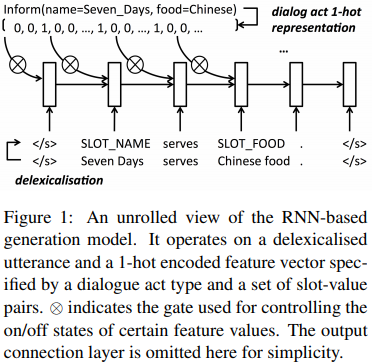 Inform(name=Seven_Days, food=Chinese)
dialog act 1-hot
representation
0, 0, 1, 0, 0, ..., 1, 0, 0, ..., 1, 0, 0, ...
...
</s> SLOT_NAME serves SLOT_FOOD . </s>
</s> Seven Days serves Chinese food . </s>
delexicalisation
Figure 1: An unrolled view of the RNN-based
generation model. It operates on a delexicalised
utterance and a 1-hot encoded feature vector spec-
ified by a dialogue act type and a set of slot-value
pairs. ⊗ indicates the gate used for controlling the
on/off states of certain feature values. The output
connection layer is omitted here for simplicity.